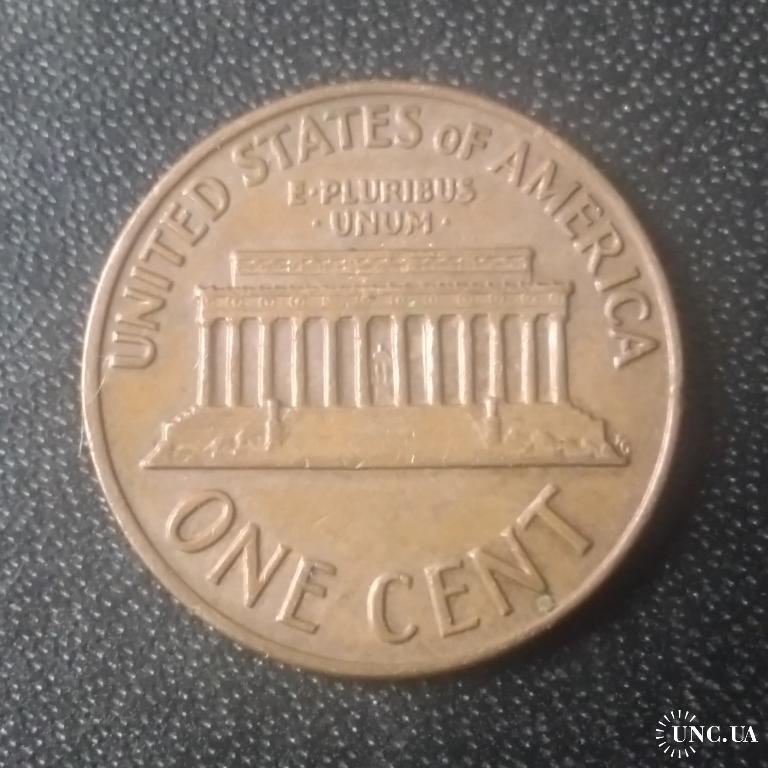 UNITED STATES OF AMERICA
E·PLURIBUS
·UNUM·
ONE CENT
UNC.UA